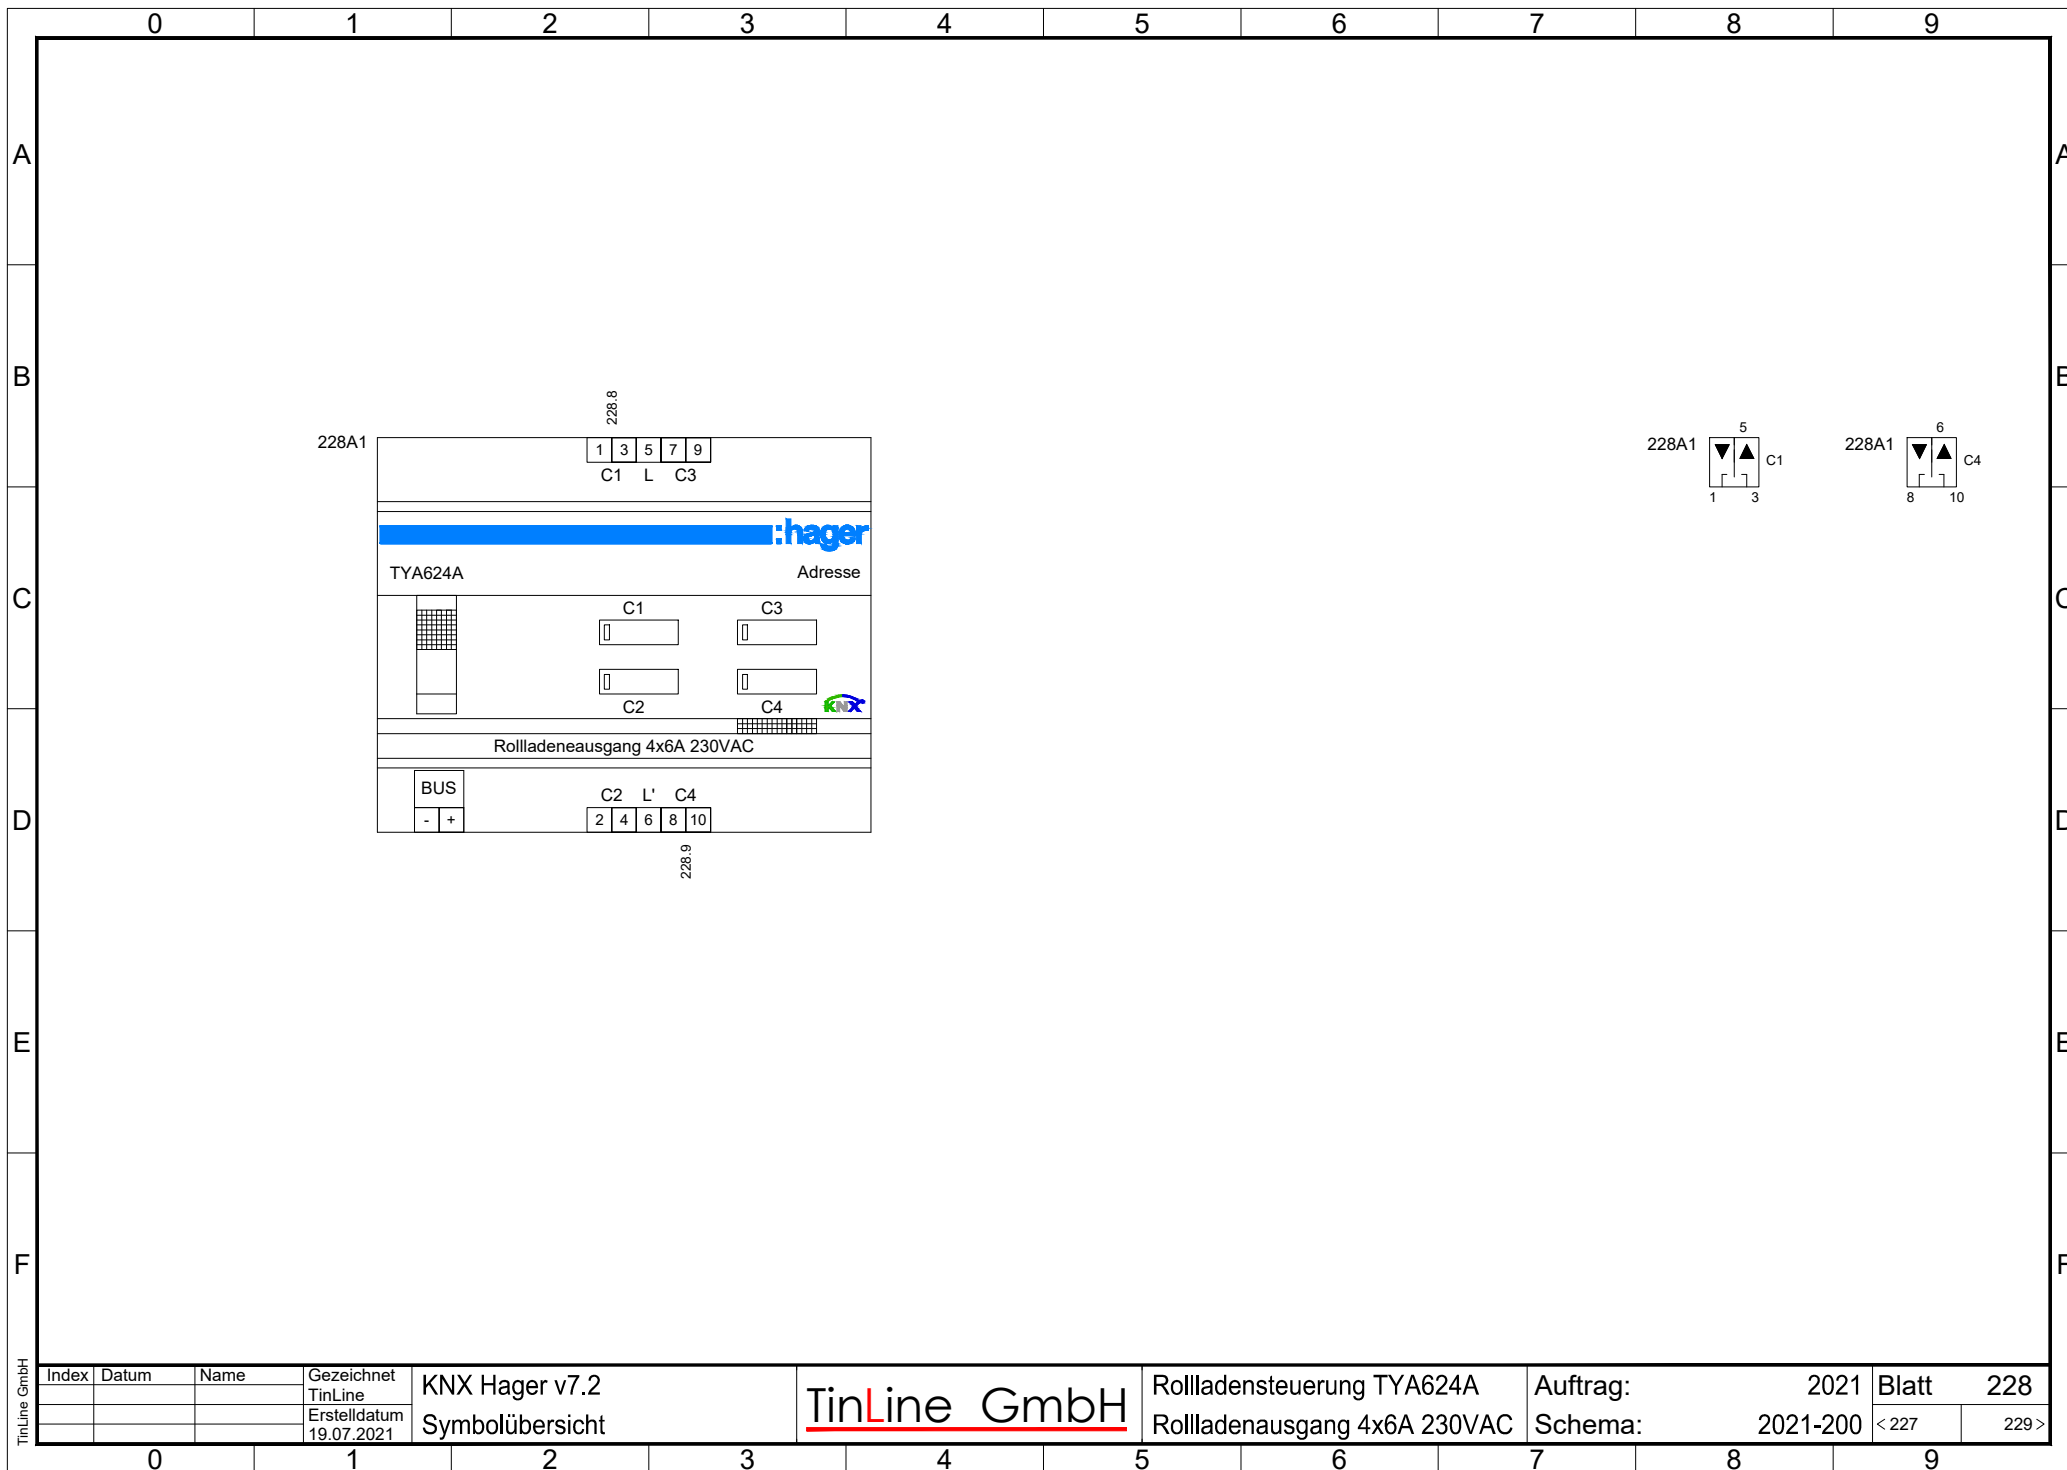 0 1 2 3 4 5 6 7 8 9
A A
B B
228.8
228A1
1 3 5 7 9
C1 L C3
228A1 5 C1
1 3
228A1 6 C4
8 10
:hager
TYA624A Adresse
C C
C1 C3
C2 C4
KNX
Rollladeneausgang 4x6A 230VAC
BUS
- +
C2 L' C4
2 4 6 8 10
D D
228.9
E E
F F
TinLine GmbH
Index Datum Name
Gezeichnet
TinLine
Erstelldatum
19.07.2021
KNX Hager v7.2
Symbolübersicht
TinLine GmbH
Rollladensteuerung TYA624A
Rollladenausgang 4x6A 230VAC
Auftrag: 2021
Schema: 2021-200
Blatt 228
< 227 229 >
0 1 2 3 4 5 6 7 8 9